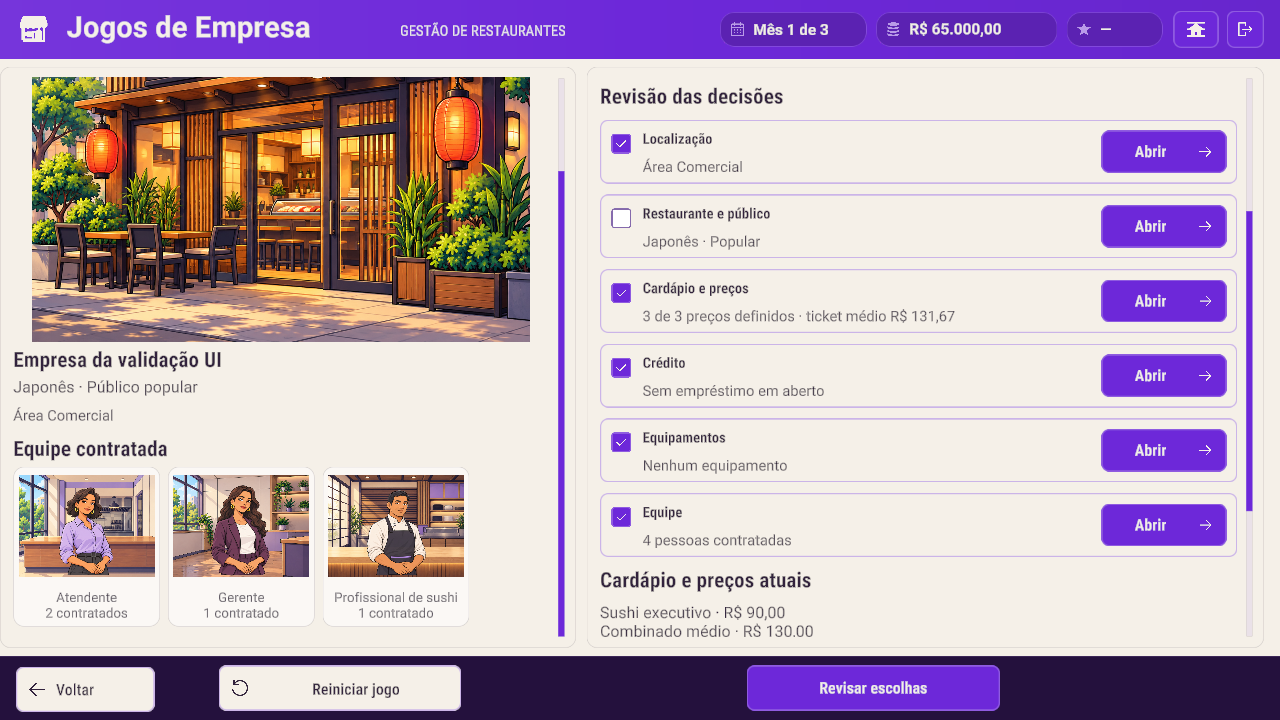 Jogos de Empresa
GESTÃO DE RESTAURANTES
Mês 1 de 3
R$ 65.000,00
—
Empresa da validação UI
Japonês · Público popular
Área Comercial
Equipe contratada
Atendente
2 contratados
Gerente
1 contratado
Profissional de sushi
1 contratado
Revisão das decisões
Localização
Área Comercial
Abrir
Restaurante e público
Japonês · Popular
Abrir
Cardápio e preços
3 de 3 preços definidos · ticket médio R$ 131,67
Abrir
Crédito
Sem empréstimo em aberto
Abrir
Equipamentos
Nenhum equipamento
Abrir
Equipe
4 pessoas contratadas
Abrir
Cardápio e preços atuais
Sushi executivo · R$ 90,00
Combinado médio · R$ 130,00
Voltar
Reiniciar jogo
Revisar escolhas